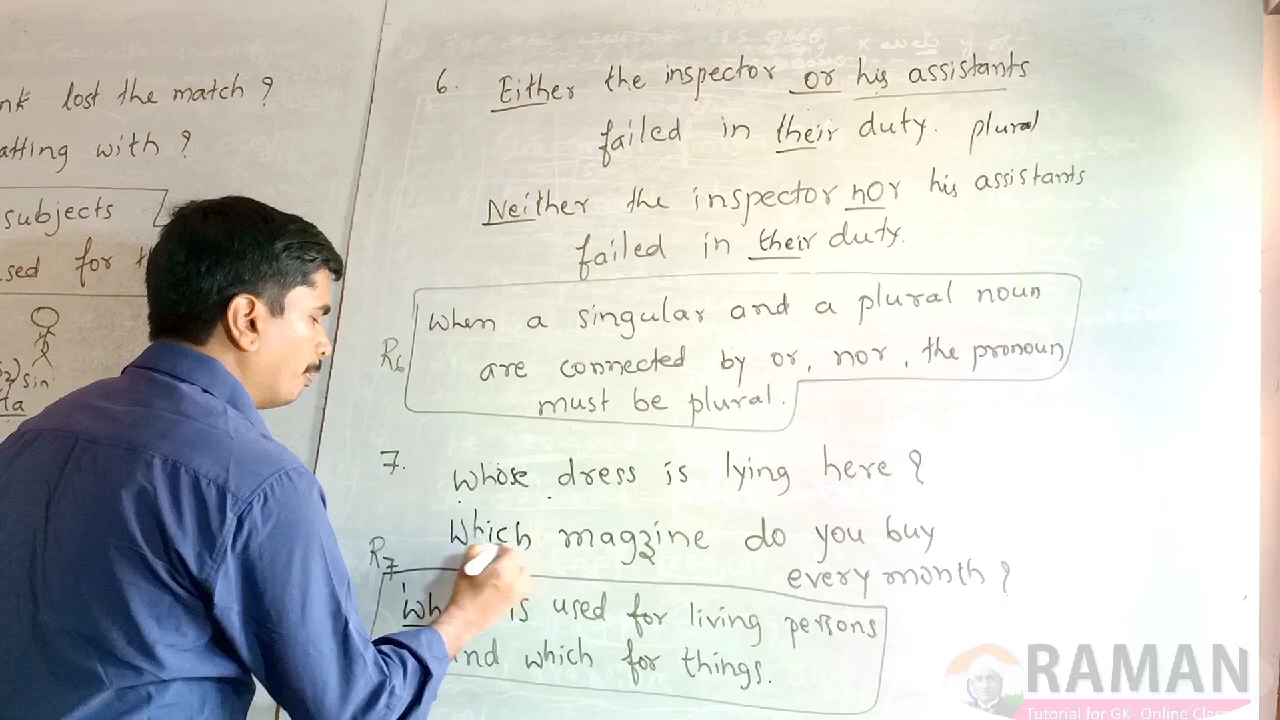 nk lost the match ?
atting with ?
subjects
sed for t
2) sin
ta
6. Either the inspector or his assistants
failed in their duty. plural
Neither the inspector nor his assistants
failed in their duty.
R6 When a singular and a plural noun
are connected by or, nor, the pronoun
must be plural.
7. Whose dress is lying here ?
Which magzine do you buy
every month ?
R7
Wh is used for living persons
and which for things.
RAMAN
Tutorial for GK- Online Class